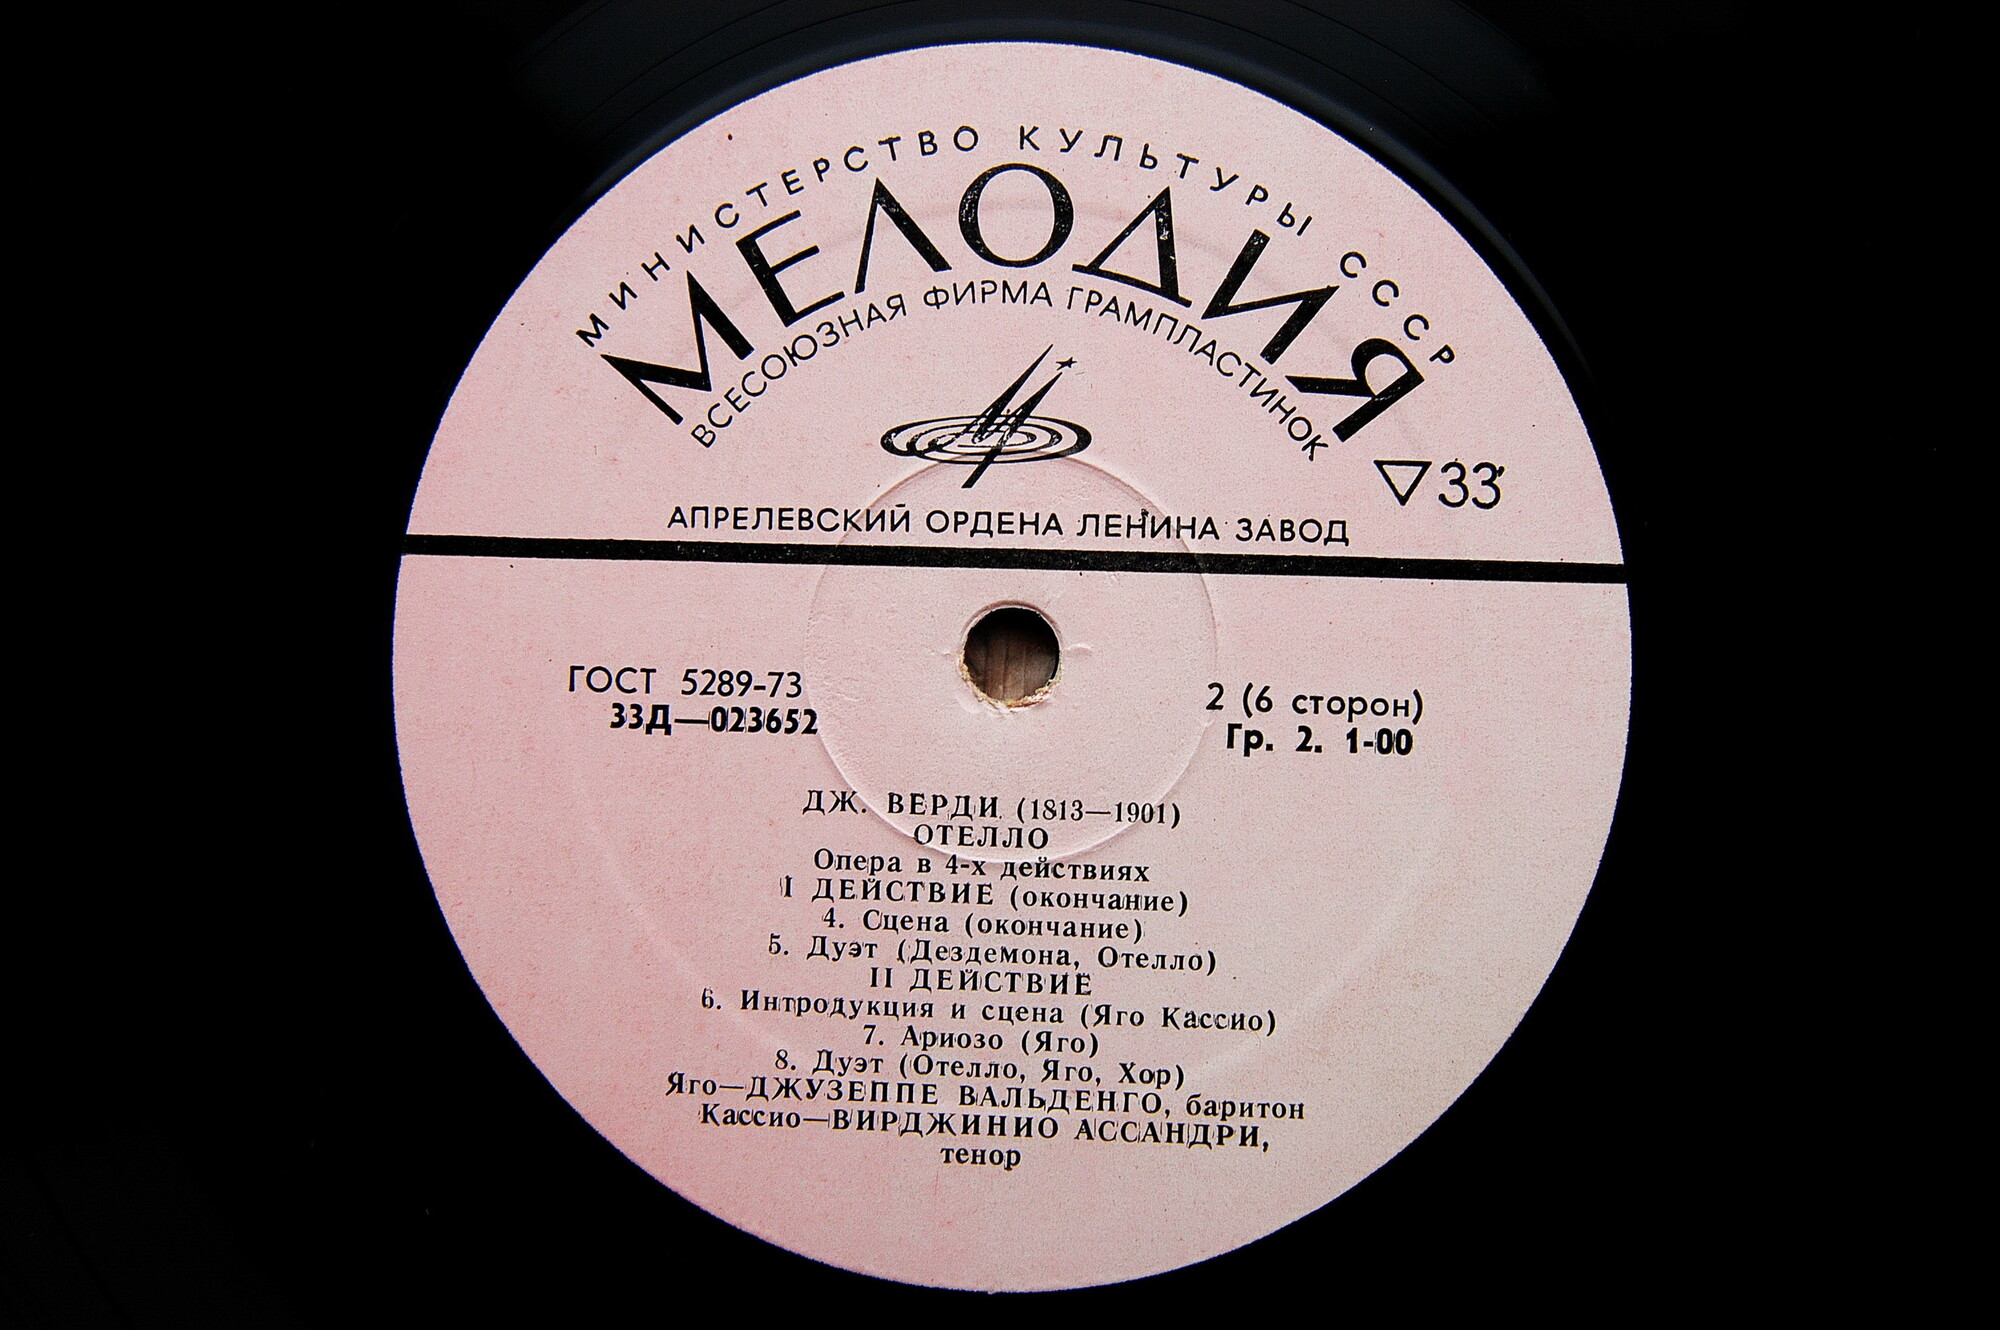 МИНИСТЕРСТВО КУЛЬТУРЫ СССР
МЕЛОДИЯ
ВСЕСОЮЗНАЯ ФИРМА ГРАМПЛАСТИНОК
33
АПРЕЛЕВСКИЙ ОРДЕНА ЛЕНИНА ЗАВОД
ГОСТ 5289-73
33Д—023652
2 (6 сторон)
Гр. 2. 1-00
ДЖ. ВЕРДИ (1813—1901)
ОТЕЛЛО
Опера в 4-х действиях
I ДЕЙСТВИЕ (окончание)
4. Сцена (окончание)
5. Дуэт (Дездемона, Отелло)
II ДЕЙСТВИЕ
6. Интродукция и сцена (Яго Кассио)
7. Ариозо (Яго)
8. Дуэт (Отелло, Яго, Хор)
Яго—ДЖУЗЕППЕ ВАЛЬДЕНГО, баритон
Кассио—ВИРДЖИНИО АССАНДРИ,
тенор